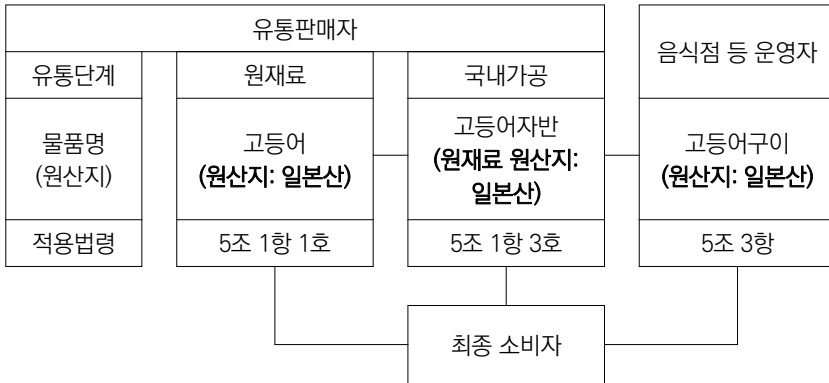 유통판매자
음식점 등 운영자
유통단계
원재료
국내가공
물품명
(원산지)
고등어
(원산지: 일본산)
고등어자반
(원재료 원산지:
일본산)
고등어구이
(원산지: 일본산)
적용법령
5조 1항 1호
5조 1항 3호
5조 3항
최종 소비자